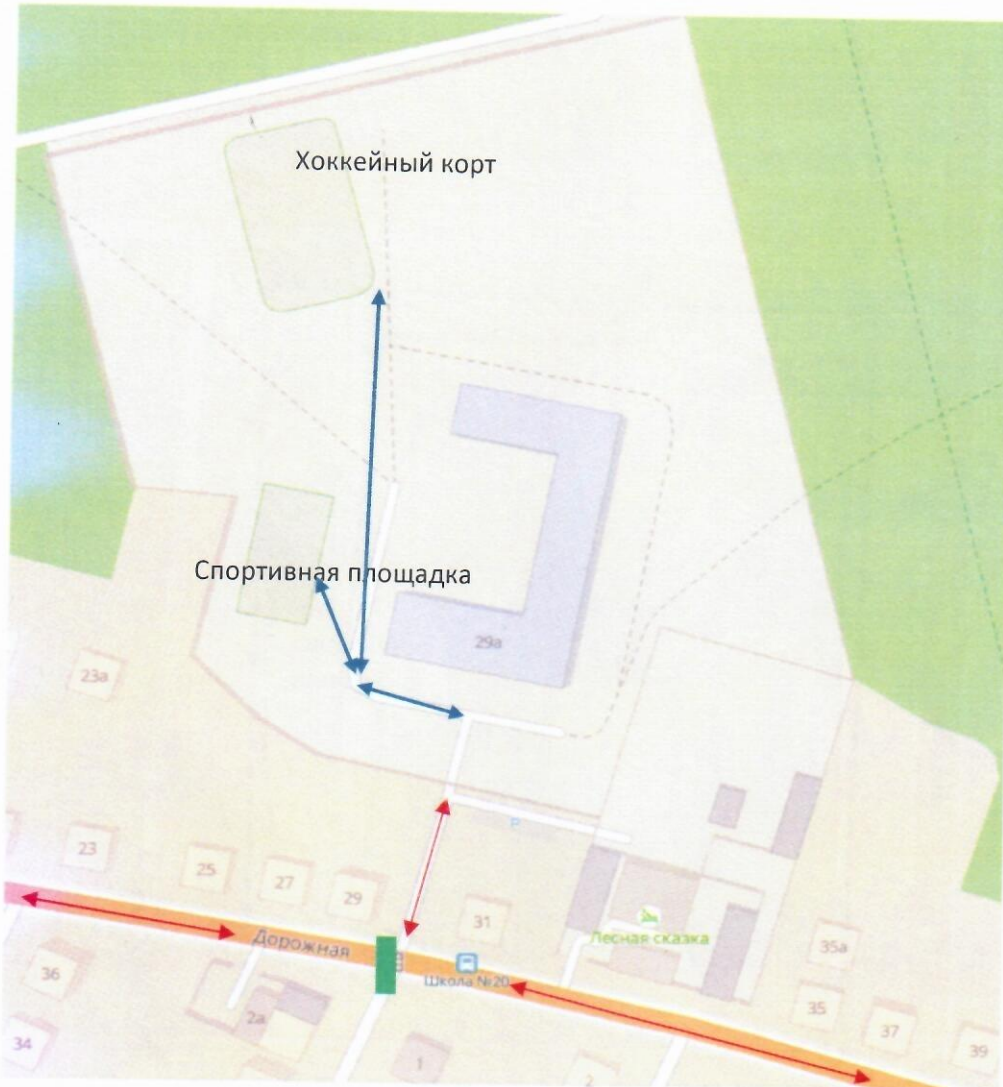 Хоккейный корт
Спортивная площадка
29а
23а
23
25
27
29
P
31
Лесная сказка
35а
Дорожная
Школа №20
36
2а
35
37
39
34
1
2